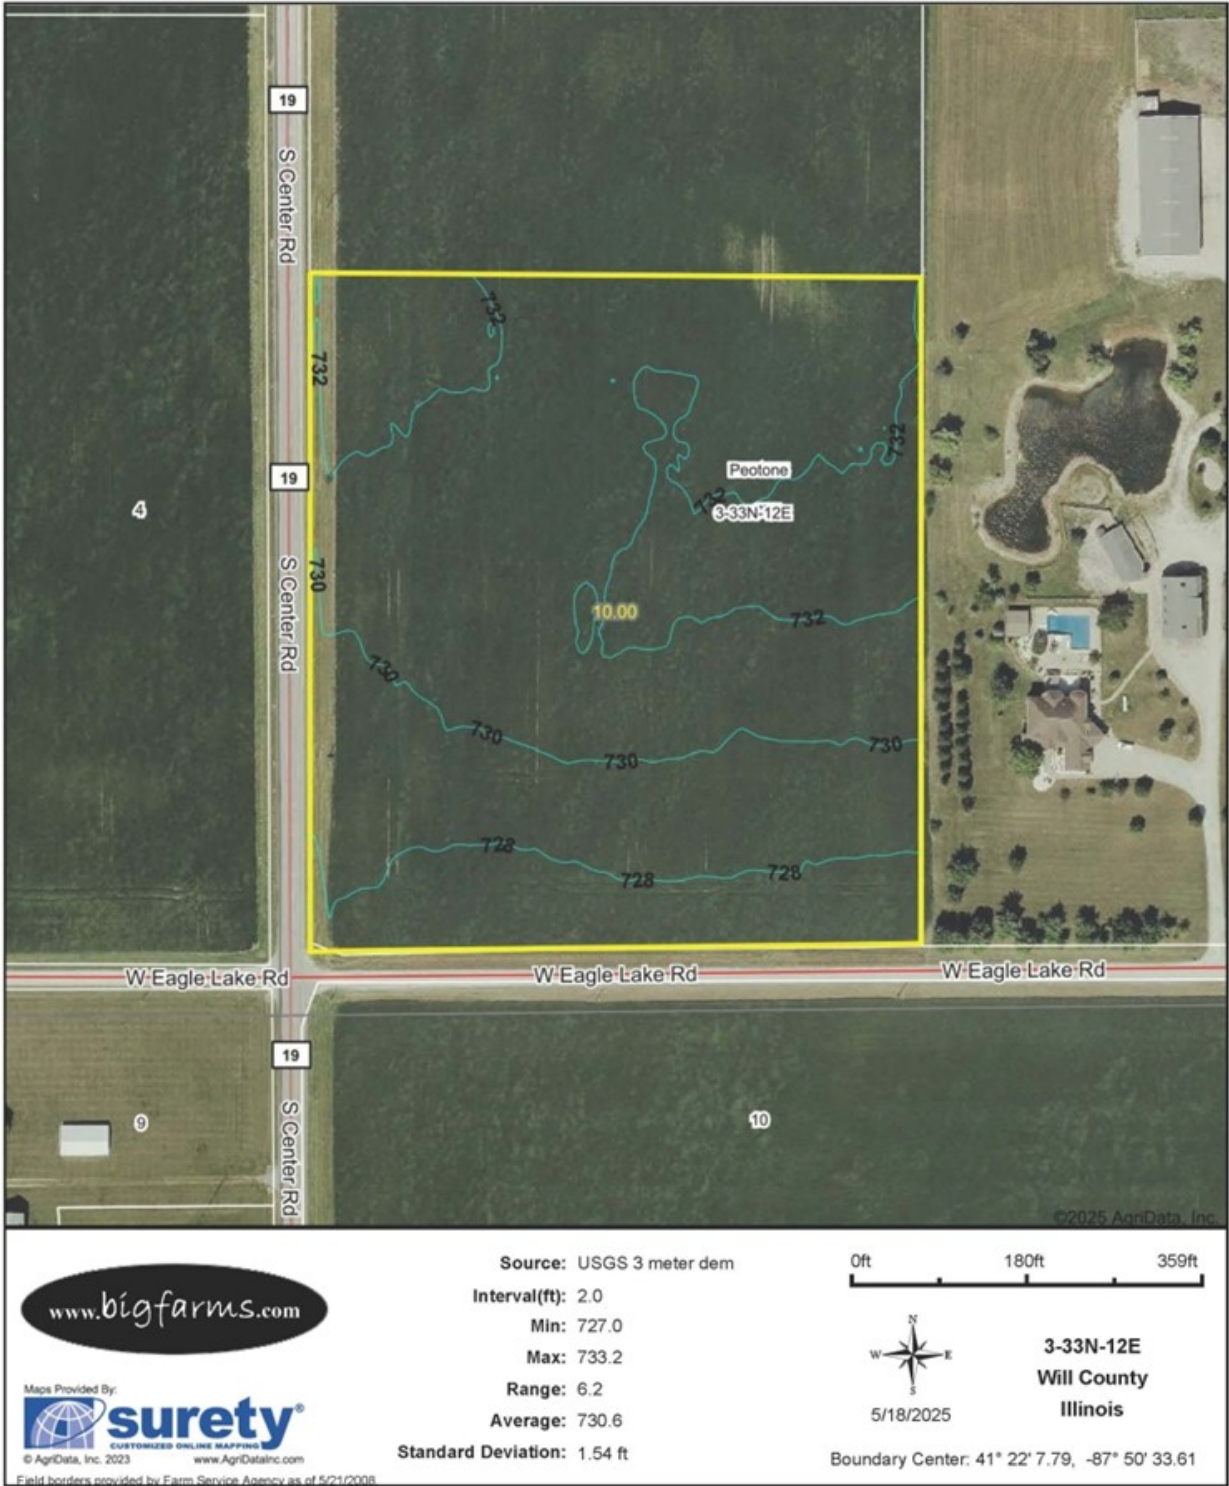 19
S Center Rd
732
732
19
732
Peotone
4
732
3-33N-12E
S Center Rd
730
10.00
732
730
730
730
730
728
728
728
W Eagle Lake Rd
W Eagle Lake Rd
W Eagle Lake Rd
19
S Center Rd
9
10
©2025 AgriData, Inc.
www.bigfarms.com
Maps Provided By:
surety®
CUSTOMIZED ONLINE MAPPING
© AgriData, Inc. 2023
www.AgriDataInc.com
Field borders provided by Farm Service Agency as of 5/21/2008.
Source: USGS 3 meter dem
Interval(ft): 2.0
Min: 727.0
Max: 733.2
Range: 6.2
Average: 730.6
Standard Deviation: 1.54 ft
0ft 180ft 359ft
N
W E
S
5/18/2025
3-33N-12E
Will County
Illinois
Boundary Center: 41° 22' 7.79, -87° 50' 33.61